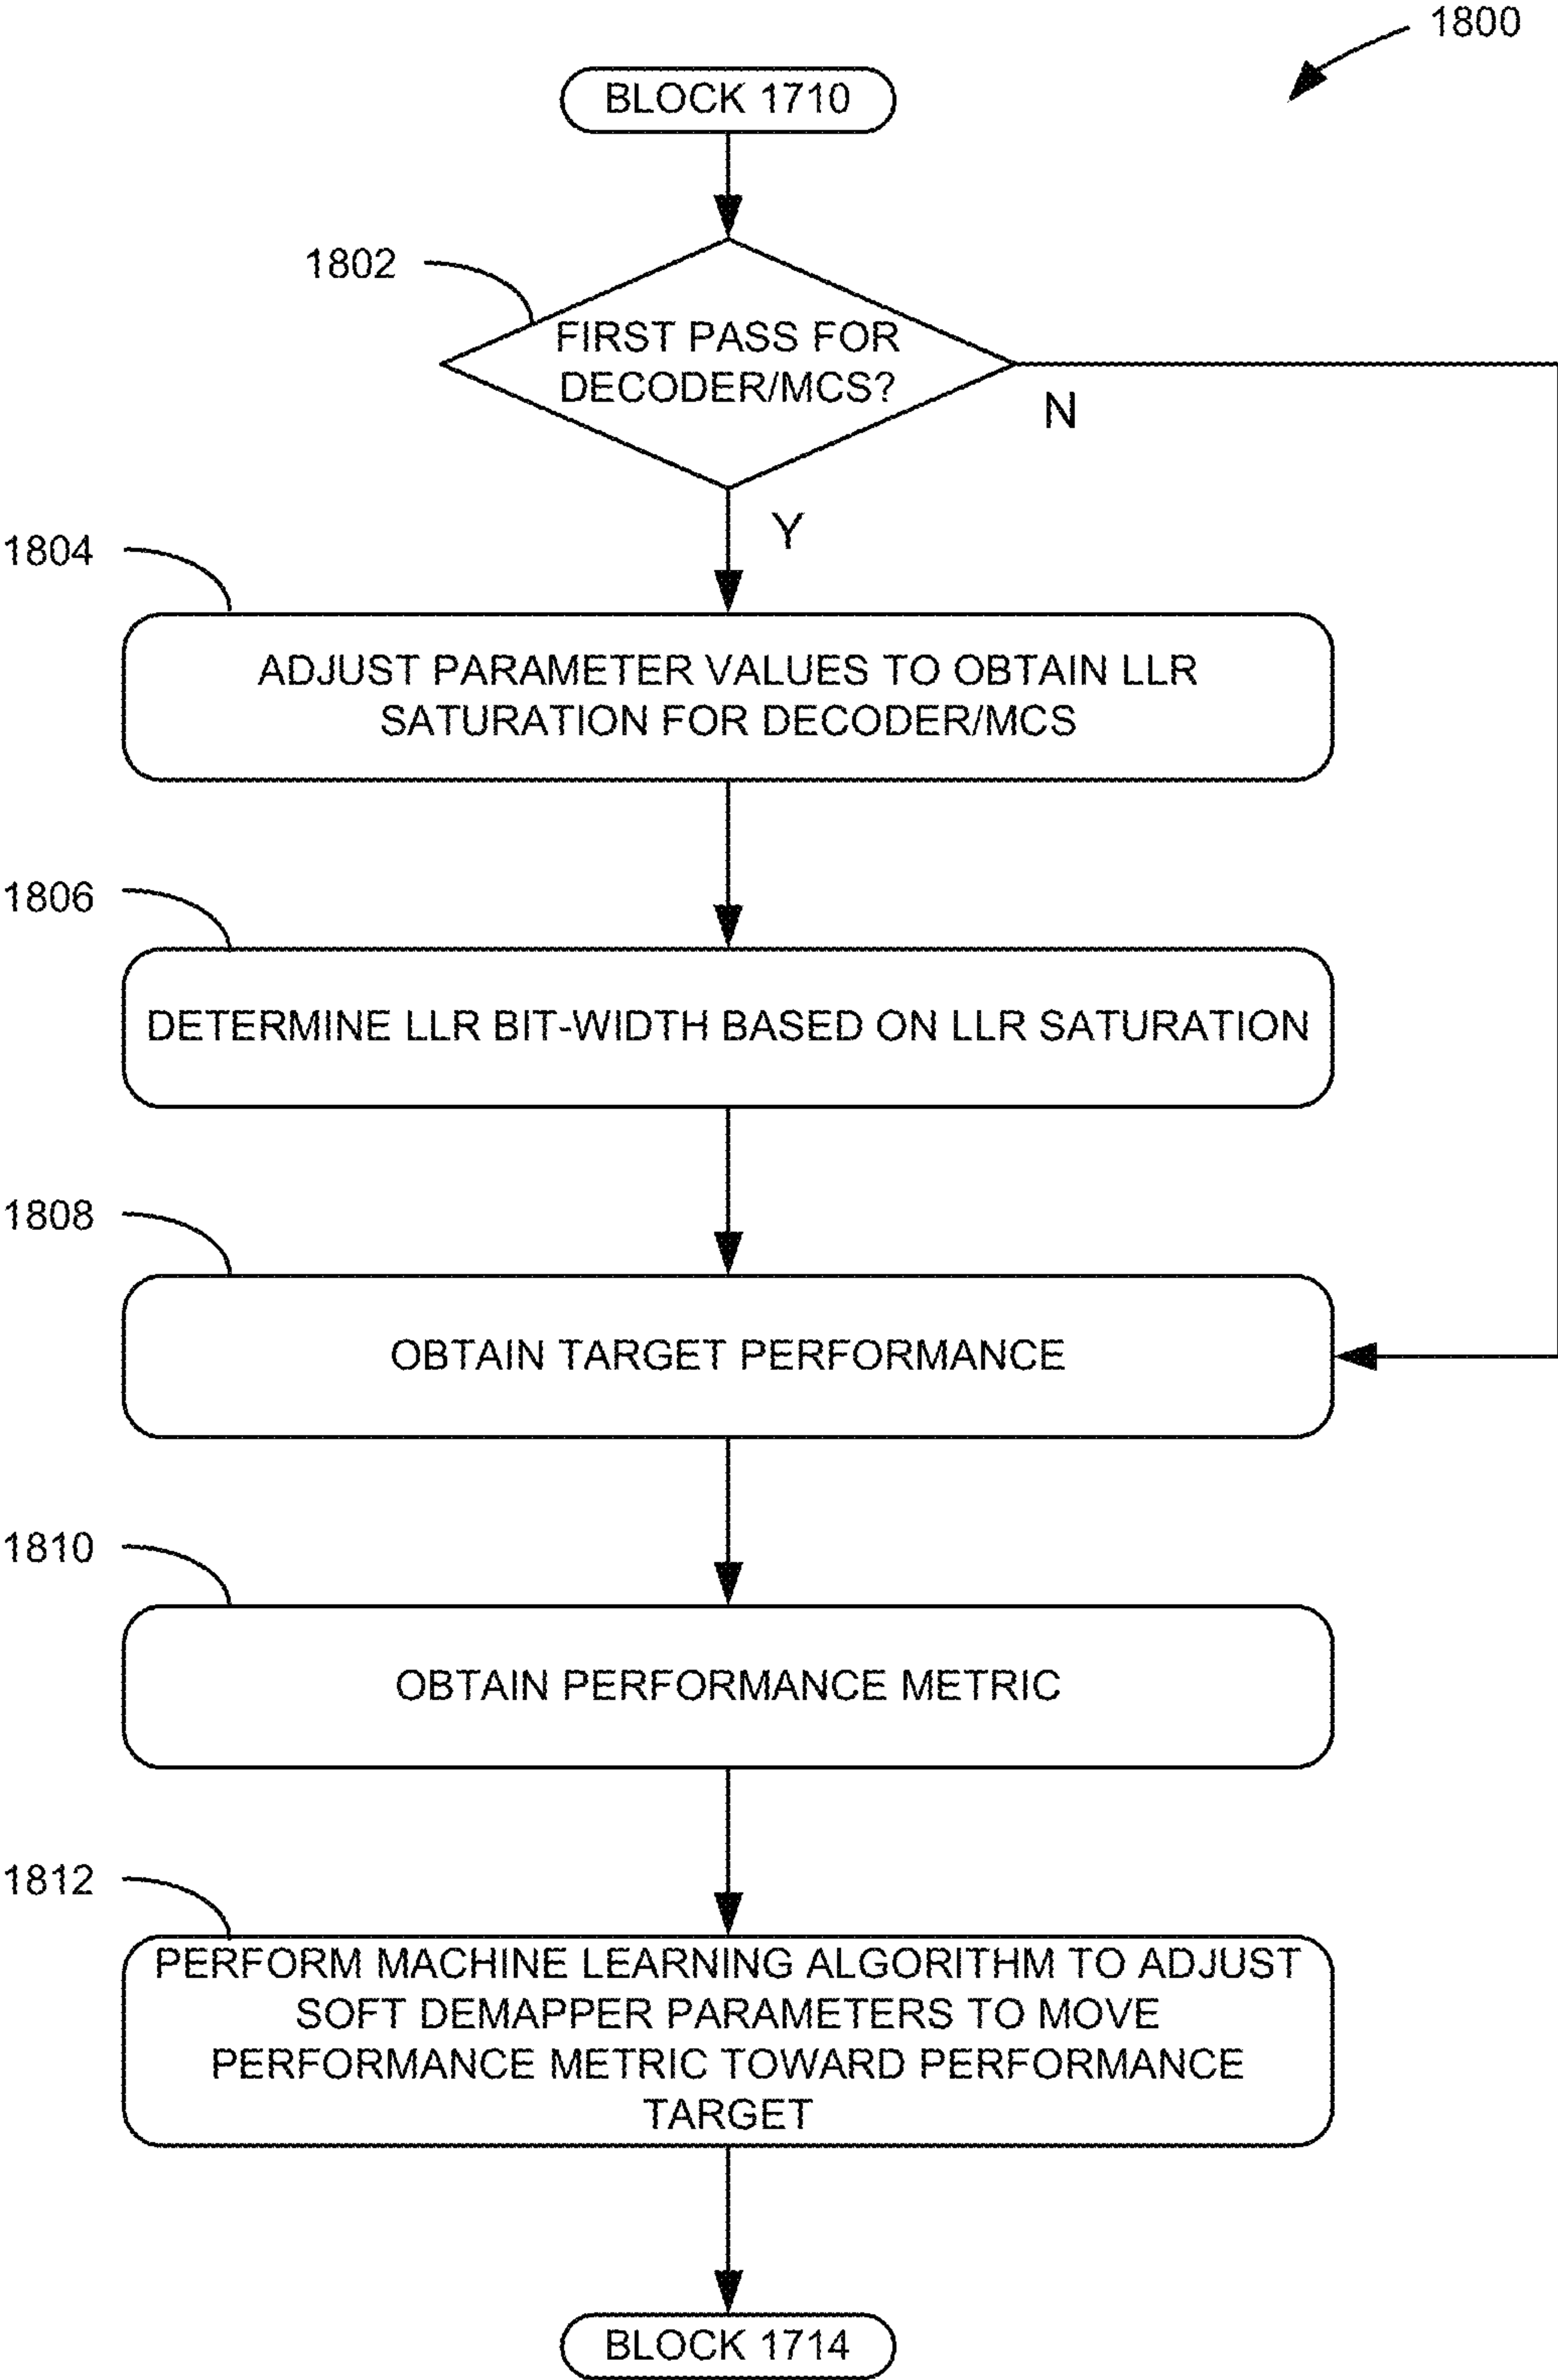 1800
BLOCK 1710
1802
FIRST PASS FOR
DECODER/MCS?
N
Y
1804
ADJUST PARAMETER VALUES TO OBTAIN LLR
SATURATION FOR DECODER/MCS
1806
DETERMINE LLR BIT-WIDTH BASED ON LLR SATURATION
1808
OBTAIN TARGET PERFORMANCE
1810
OBTAIN PERFORMANCE METRIC
1812
PERFORM MACHINE LEARNING ALGORITHM TO ADJUST
SOFT DEMAPPER PARAMETERS TO MOVE
PERFORMANCE METRIC TOWARD PERFORMANCE
TARGET
BLOCK 1714